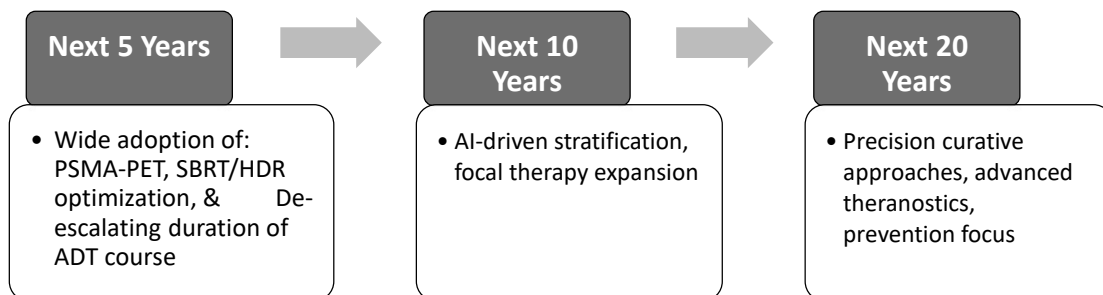 Next 5 Years
• Wide adoption of:
PSMA-PET, SBRT/HDR
optimization, & De-
escalating duration of
ADT course
Next 10
Years
• AI-driven stratification,
focal therapy expansion
Next 20
Years
• Precision curative
approaches, advanced
theranostics,
prevention focus